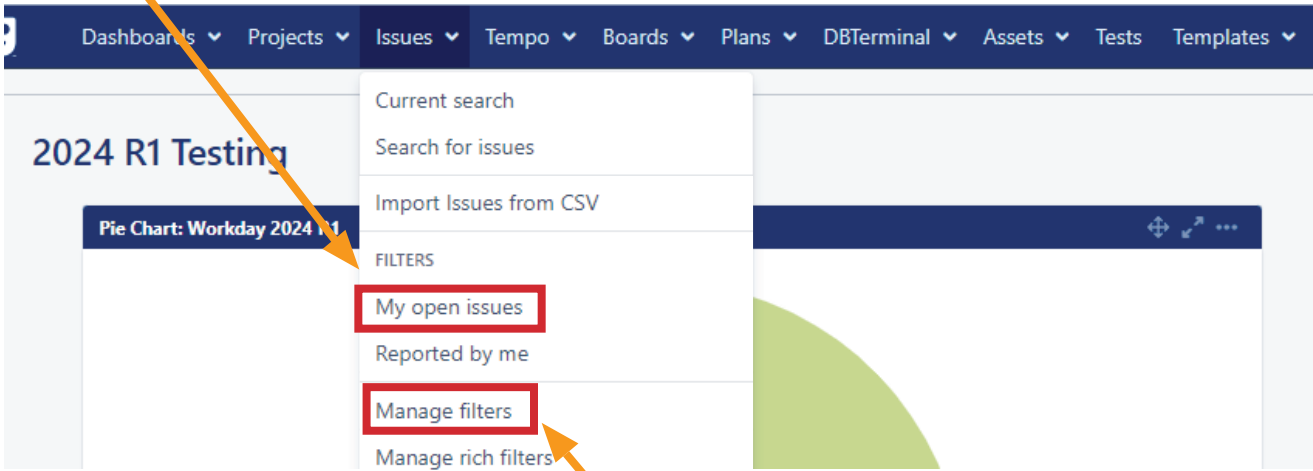 Dashboards Projects Issues Tempo Boards Plans DBTerminal Assets Tests Templates
Current search
2024 R1 Testing
Search for issues
Import Issues from CSV
Pie Chart: Workday 2024 R1
FILTERS
My open issues
Reported by me
Manage filters
Manage rich filters